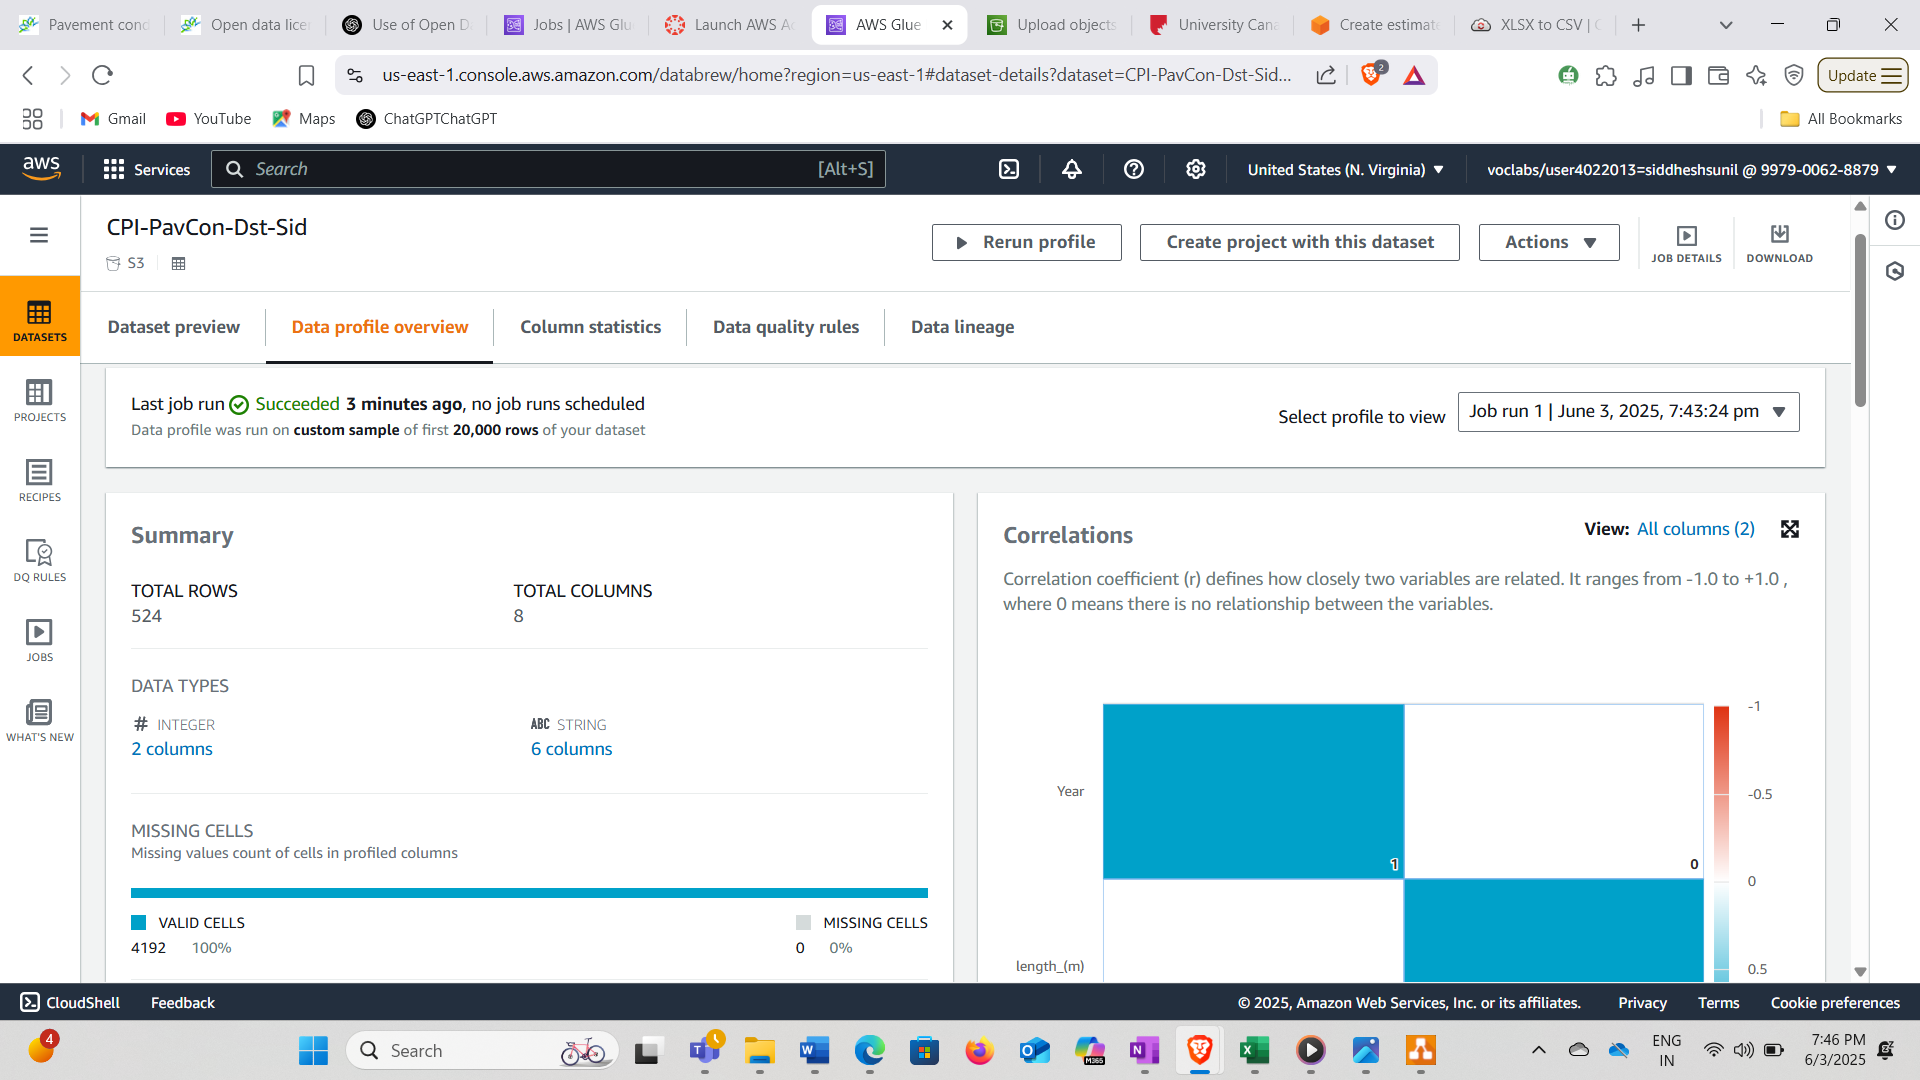 Pavement cond
Open data licen
Use of Open D
Jobs | AWS Glu
Launch AWS Ac
AWS Glue
Upload objects
University Cana
Create estimate
XLSX to CSV | C
us-east-1.console.aws.amazon.com/databrew/home?region=us-east-1#dataset-details?dataset=CPI-PavCon-Dst-Sid...
2
Update
Gmail
YouTube
Maps
ChatGPTChatGPT
All Bookmarks
aws
Services
Search
[Alt+S]
United States (N. Virginia)
voclabs/user4022013=siddheshsunil @ 9979-0062-8879
CPI-PavCon-Dst-Sid
S3
Rerun profile
Create project with this dataset
Actions
JOB DETAILS
DOWNLOAD
DATASETS
PROJECTS
RECIPES
DQ RULES
JOBS
WHAT'S NEW
Dataset preview
Data profile overview
Column statistics
Data quality rules
Data lineage
Last job run Succeeded 3 minutes ago, no job runs scheduled
Data profile was run on custom sample of first 20,000 rows of your dataset
Select profile to view
Job run 1 | June 3, 2025, 7:43:24 pm
Summary
TOTAL ROWS
524
TOTAL COLUMNS
8
DATA TYPES
# INTEGER
2 columns
ABC STRING
6 columns
MISSING CELLS
Missing values count of cells in profiled columns
VALID CELLS
4192 100%
MISSING CELLS
0 0%
Correlations
View: All columns (2)
Correlation coefficient (r) defines how closely two variables are related. It ranges from -1.0 to +1.0 ,
where 0 means there is no relationship between the variables.
Year
length_(m)
1
0
-1
-0.5
0
0.5
CloudShell
Feedback
© 2025, Amazon Web Services, Inc. or its affiliates.
Privacy
Terms
Cookie preferences
4
Search
M365
ENG
IN
7:46 PM
6/3/2025